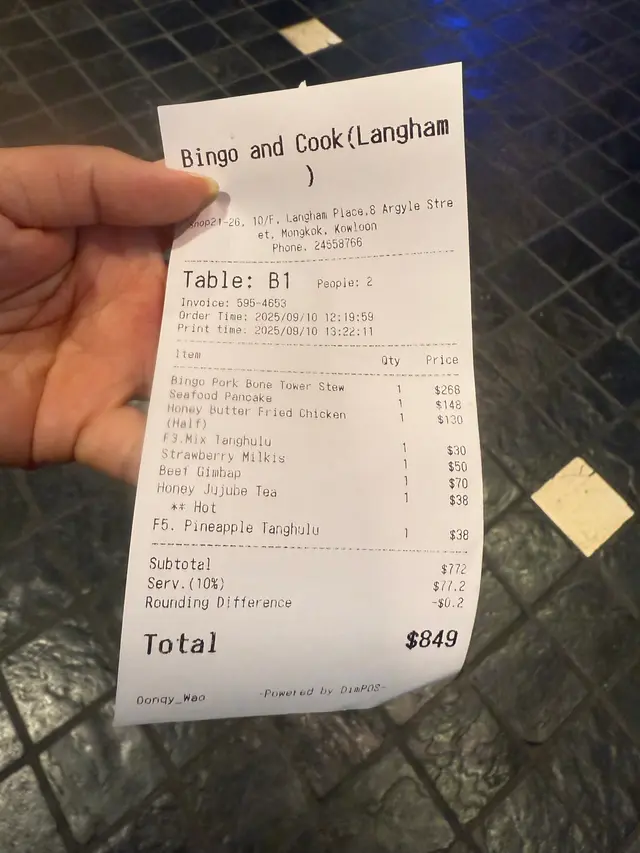 Bingo and Cook(Langham
)
Shop21-26, 10/F, Langham Place,8 Argyle Stre
et, Mongkok, Kowloon
Phone. 24558766
Table: B1 People: 2
Invoice: 595-4653
Order Time: 2025/09/10 12:19:59
Print time: 2025/09/10 13:22:11
Item Qty Price
Bingo Pork Bone Tower Stew 1 $268
Seafood Pancake 1 $148
Honey Butter Fried Chicken 1 $130
(Half)
F3.Mix Tanghulu 1 $30
Strawberry Milkis 1 $50
Beef Gimbap 1 $70
Honey Jujube Tea 1 $38
** Hot
F5. Pineapple Tanghulu 1 $38
Subtotal $772
Serv.(10%) $77.2
Rounding Difference -$0.2
Total $849
Oonqy_Wao -Powered by DimPOS-